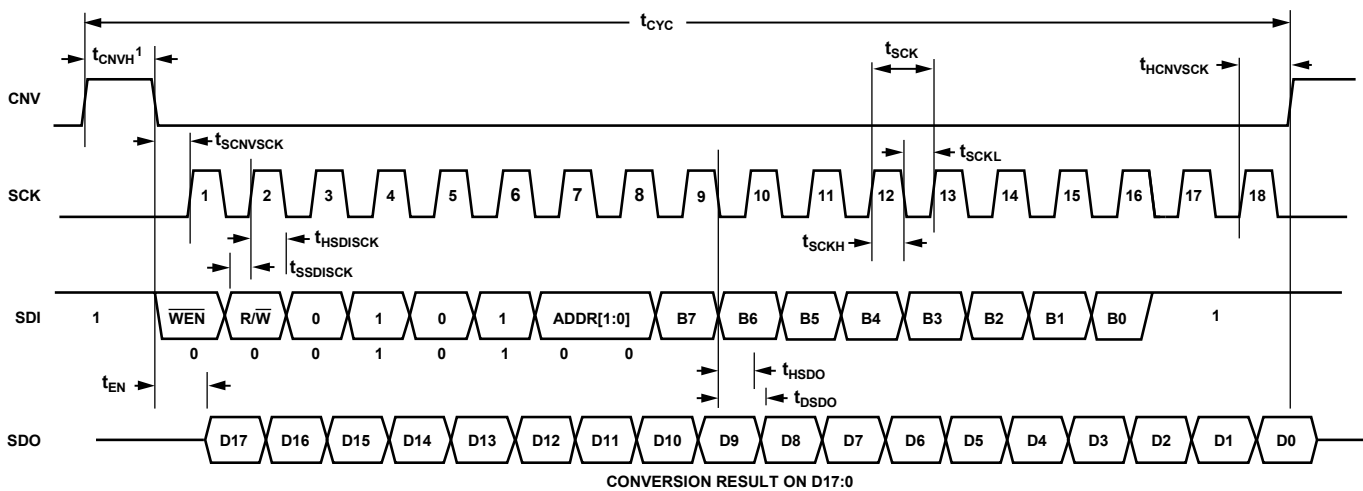 tCYC
tCNVH¹ tSCK tHCNVSCK
CNV
tSCNVSCK tSCKL
SCK 1 2 3 4 5 6 7 8 9 10 11 12 13 14 15 16 17 18
tHSDISCK tSCKH
tSSDISCK
SDI 1 W̅E̅N̅ R/W̅ 0 1 0 1 ADDR[1:0] B7 B6 B5 B4 B3 B2 B1 B0 1
0 0 0 1 0 1 0 0
tEN tHSDO
tDSDO
SDO D17 D16 D15 D14 D13 D12 D11 D10 D9 D8 D7 D6 D5 D4 D3 D2 D1 D0
CONVERSION RESULT ON D17:0